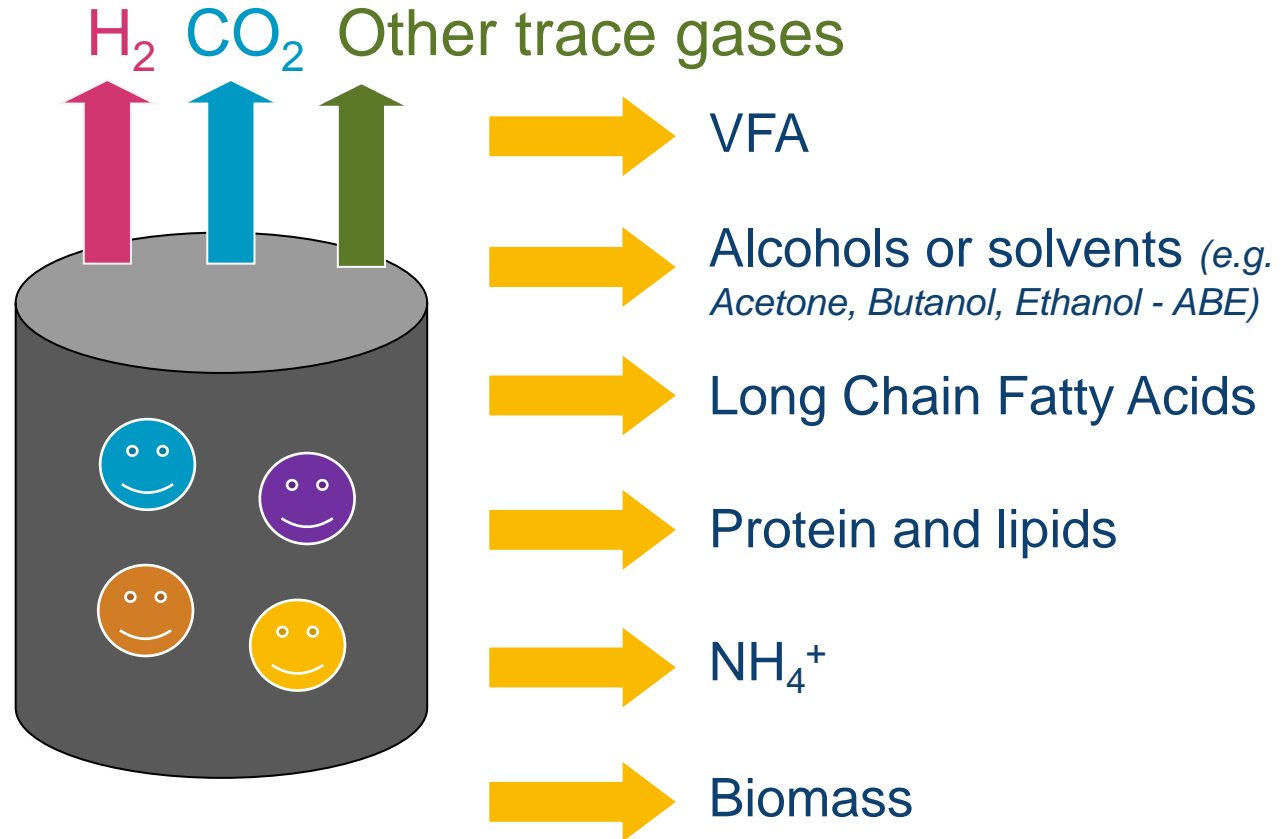 H₂ CO₂ Other trace gases
VFA
Alcohols or solvents (e.g.
Acetone, Butanol, Ethanol - ABE)
Long Chain Fatty Acids
Protein and lipids
NH₄⁺
Biomass